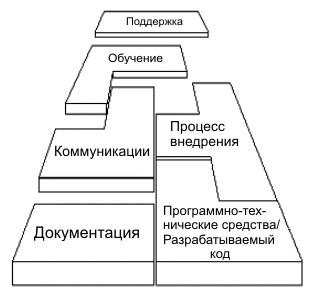 Поддержка
Обучение
Процесс
внедрения
Коммуникации
Программно-тех-
нические средства/
Разрабатываемый
код
Документация